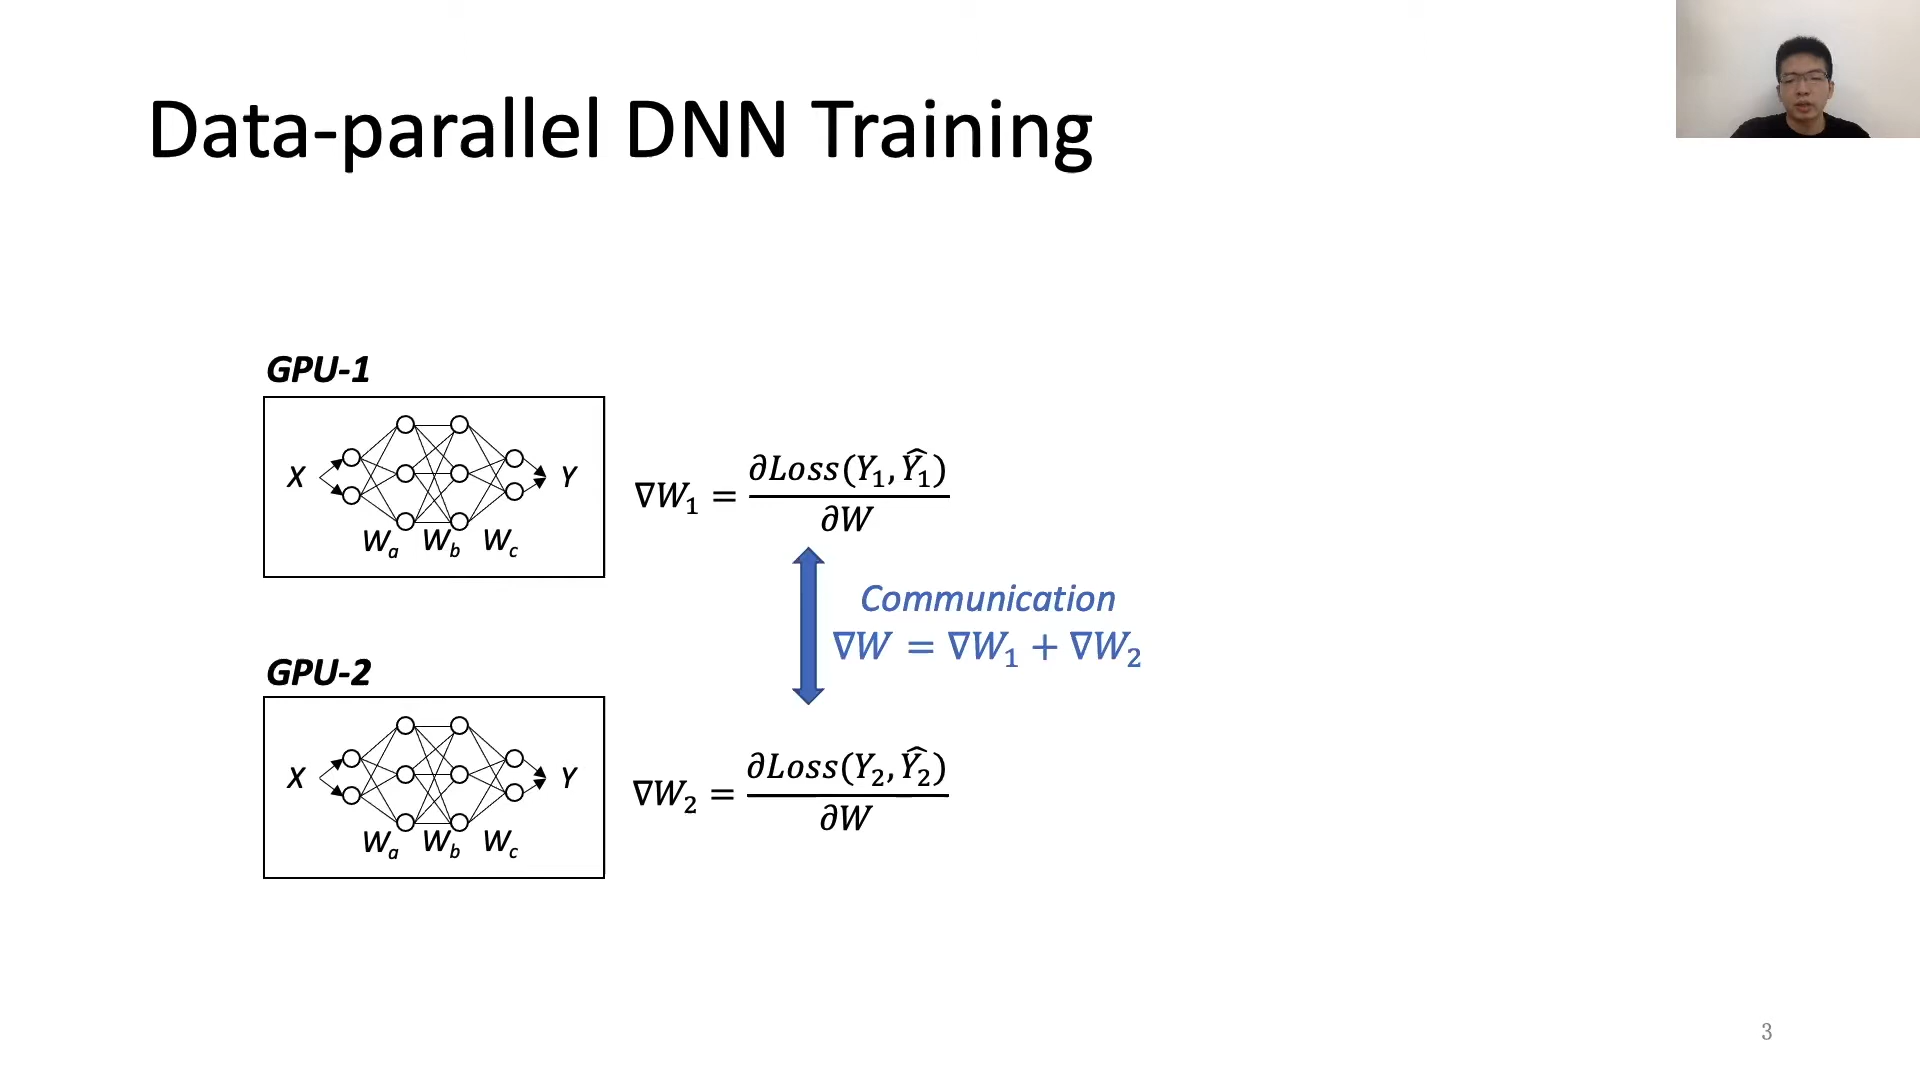 Data-parallel DNN Training
GPU-1
X
Y
W_a W_b W_c
∇W_1 = ∂Loss(Y_1, Ŷ_1) / ∂W
Communication
∇W = ∇W_1 + ∇W_2
GPU-2
X
Y
W_a W_b W_c
∇W_2 = ∂Loss(Y_2, Ŷ_2) / ∂W
3